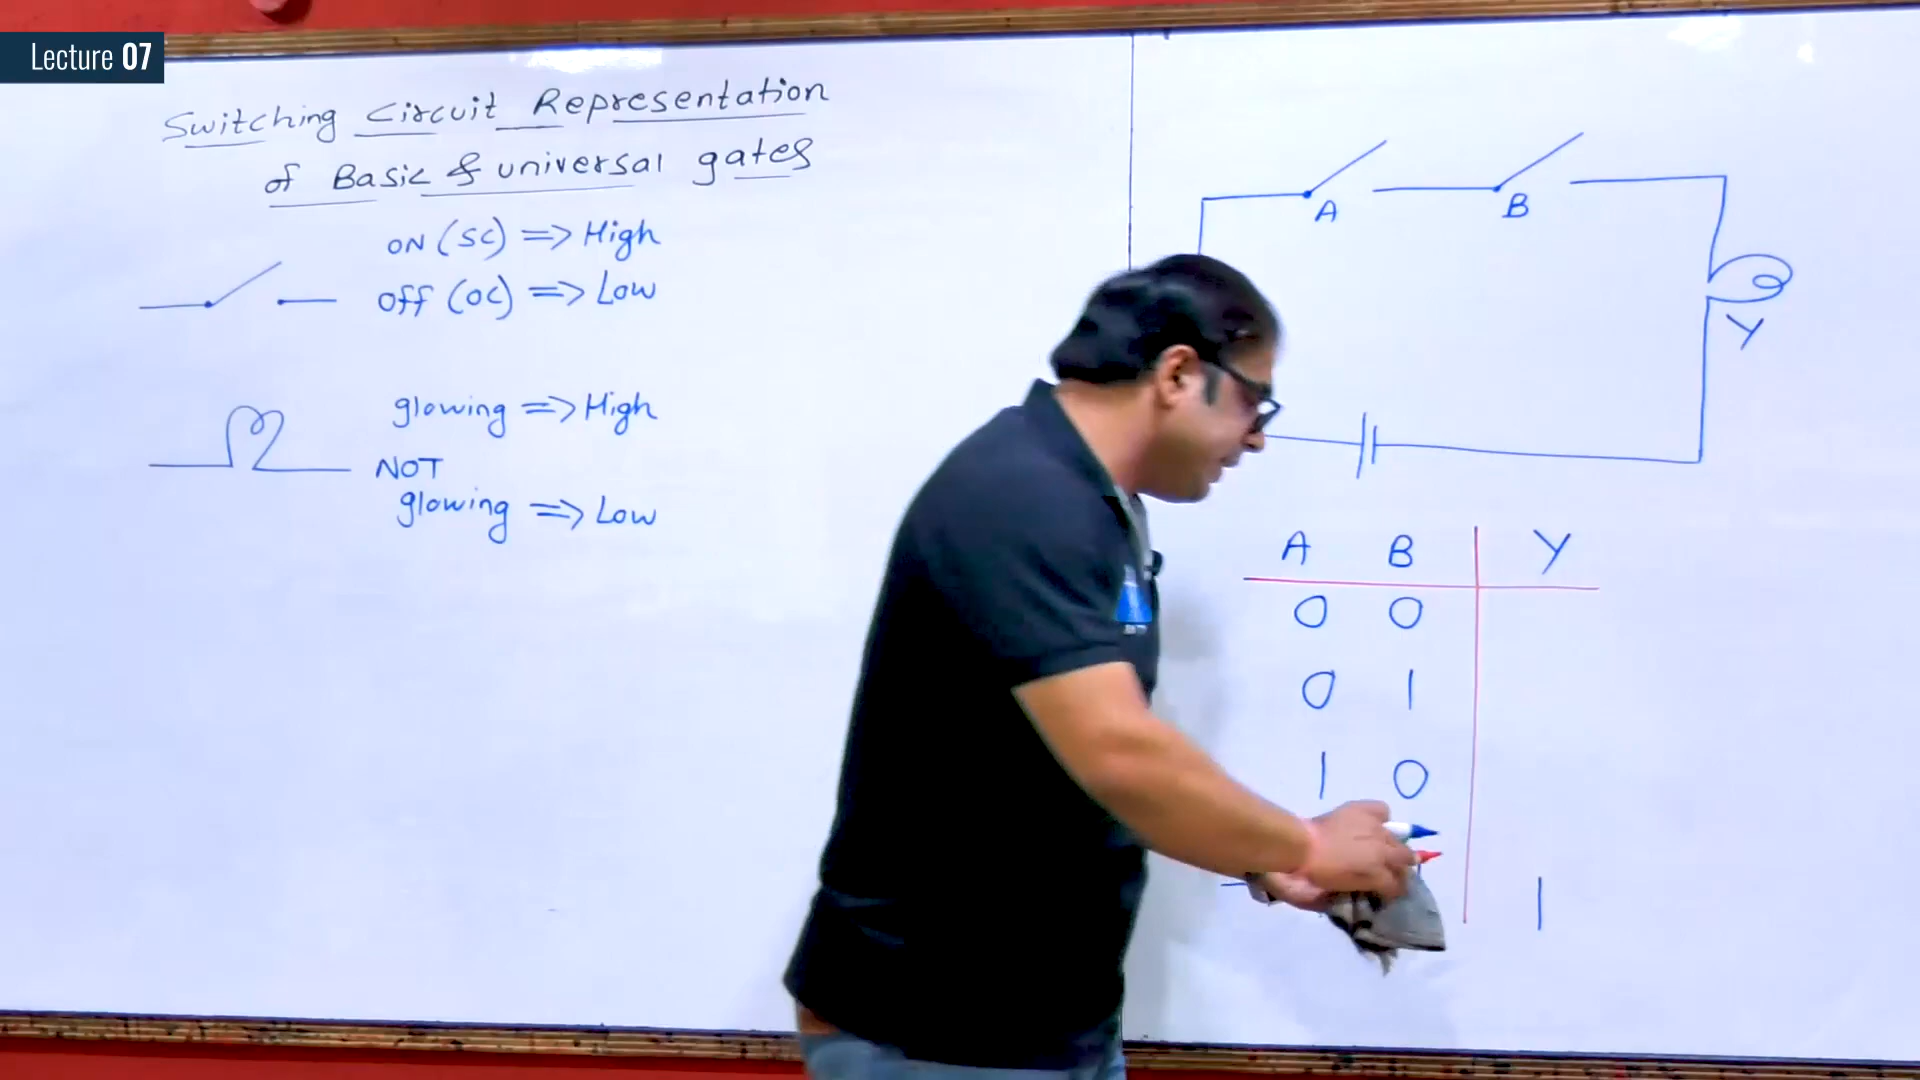 Lecture 07
Switching Circuit Representation
of Basic & universal gates
ON (SC) => High
Off (OC) => Low
glowing => High
NOT
glowing => Low
A B
Y
A B Y
0 0
0 1
1 0
1